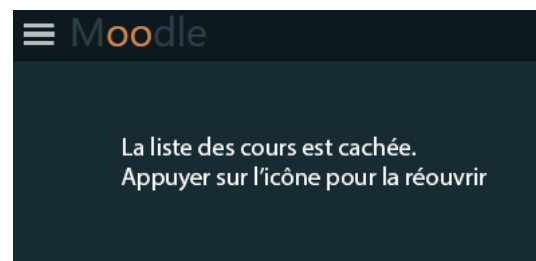 Moodle
La liste des cours est cachée.
Appuyer sur l'icône pour la réouvrir